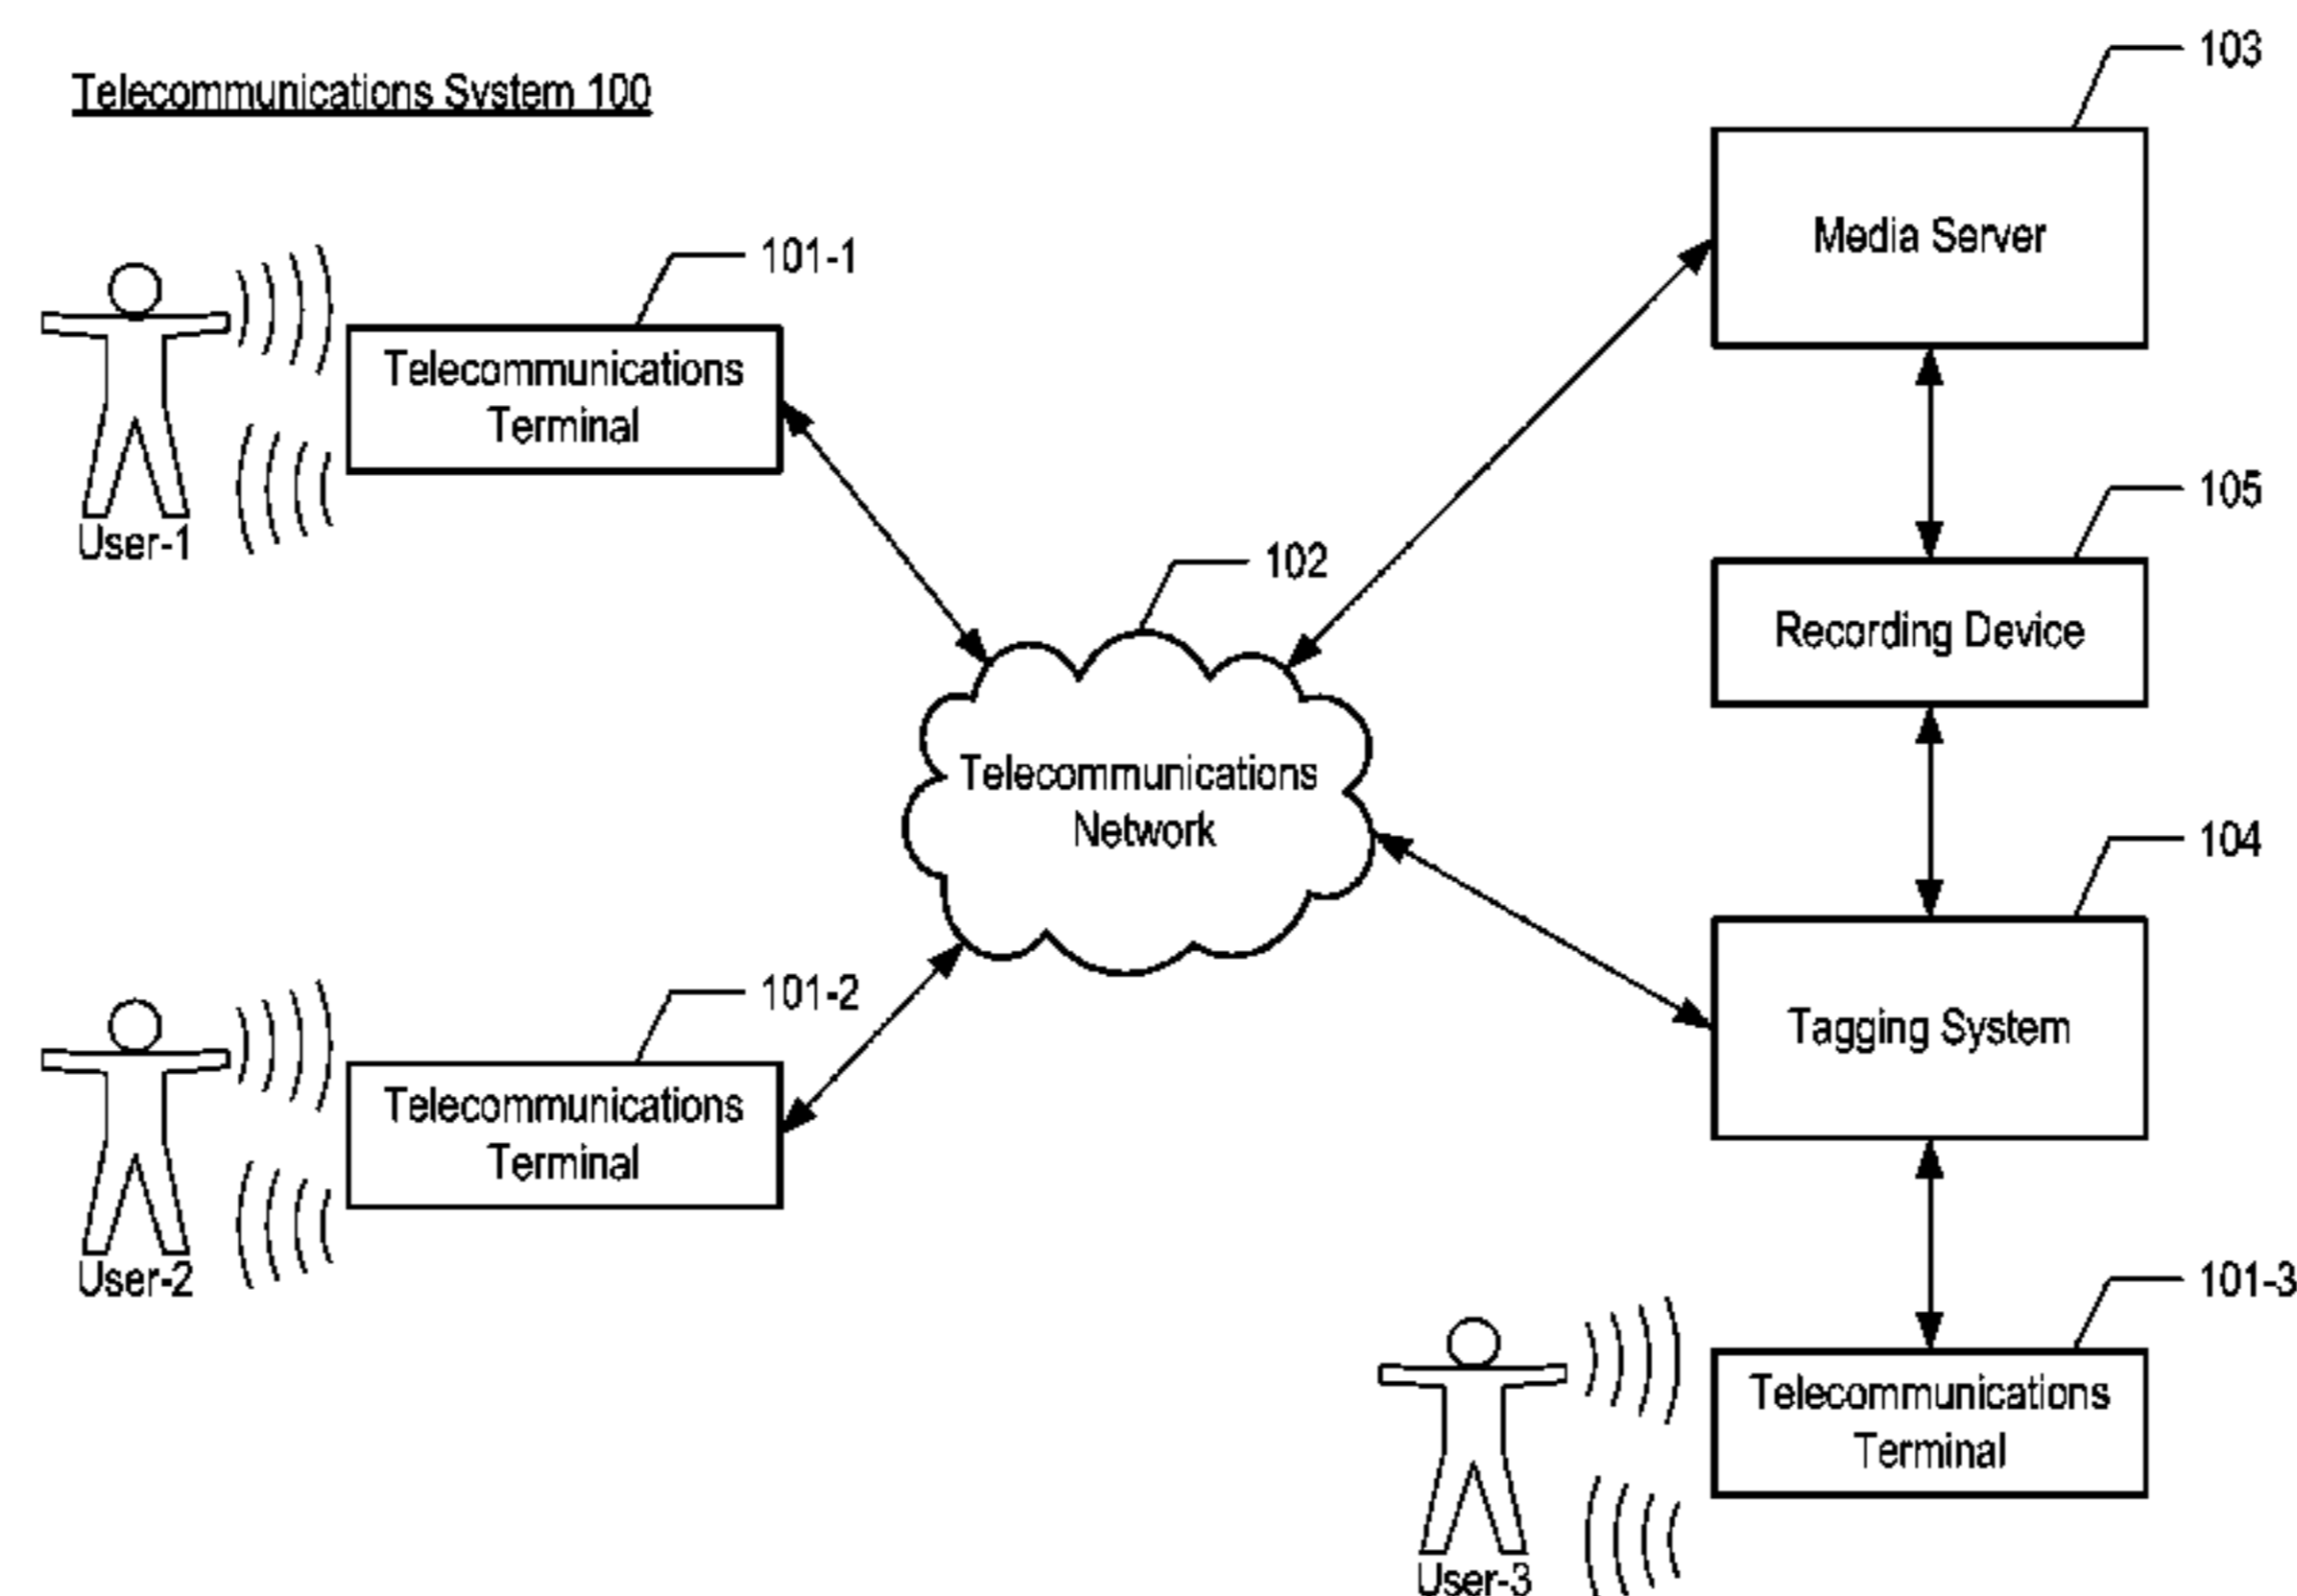 Telecommunications System 100
103
Media Server
101-1
Telecommunications
Terminal
User-1
105
Recording Device
102
Telecommunications
Network
104
Tagging System
101-2
Telecommunications
Terminal
User-2
101-3
Telecommunications
Terminal
User-3